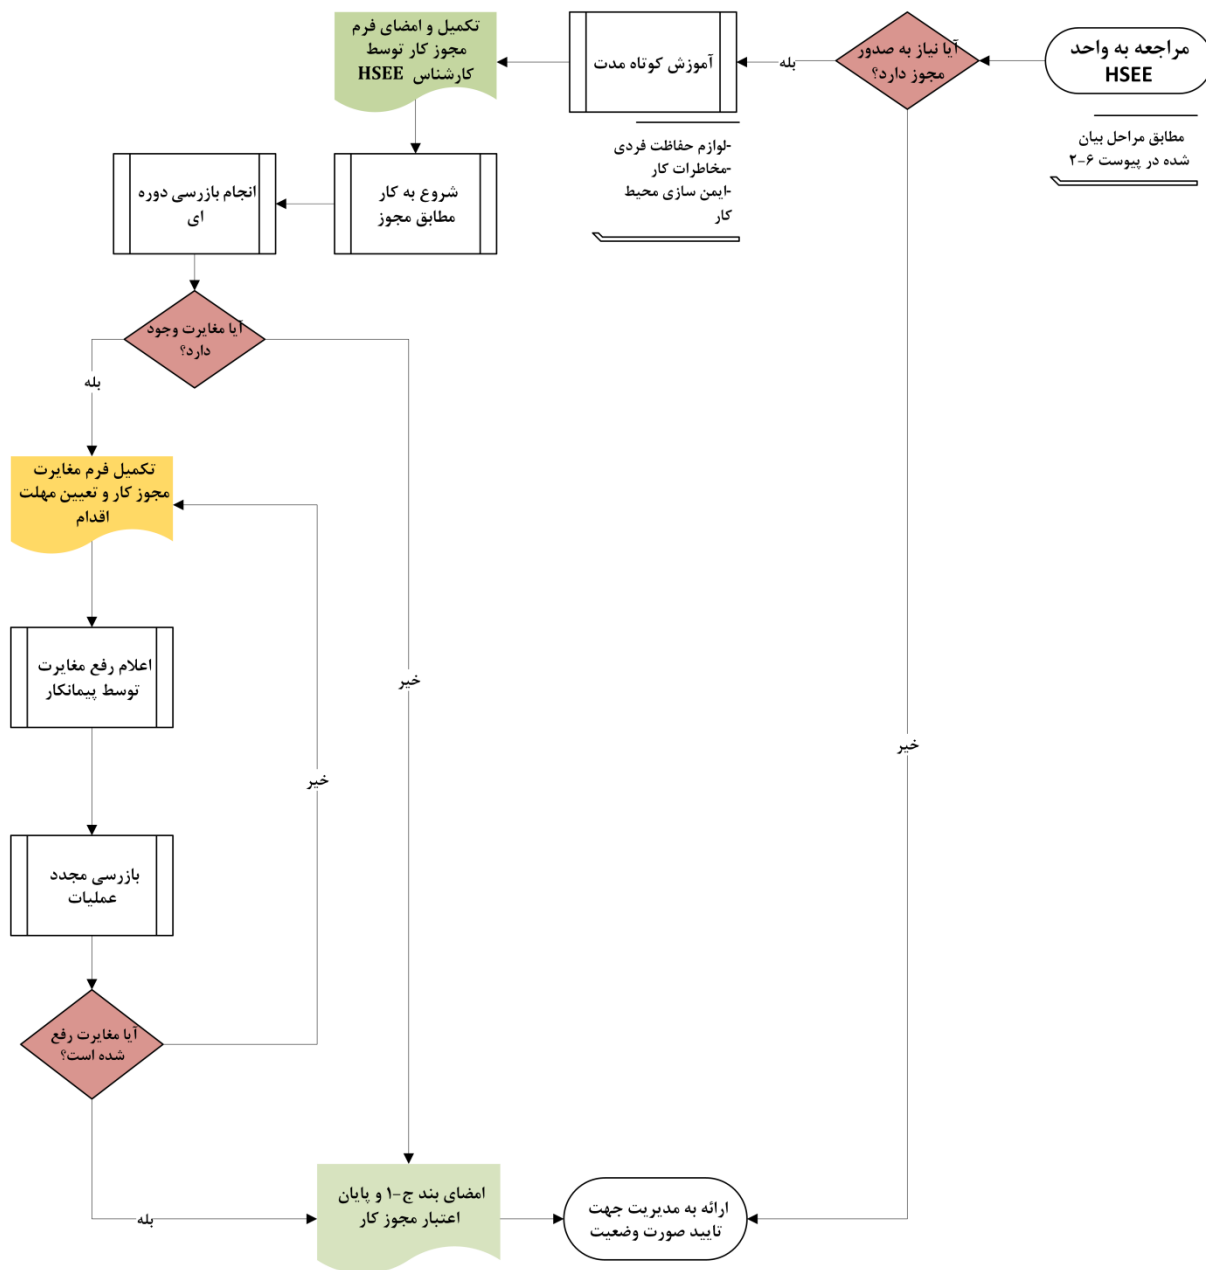 مراجعه به واحد
HSEE
مطابق مراحل بیان
شده در پیوست ۶-۲
آیا نیاز به صدور
مجوز دارد؟
بله
آموزش کوتاه مدت
-لوازم حفاظت فردی
-مخاطرات کار
-ایمن سازی محیط
کار
تکمیل و امضای فرم
مجوز کار توسط
کارشناس HSEE
شروع به کار
مطابق مجوز
انجام بازرسی دوره
ای
آیا مغایرت وجود
دارد؟
بله
تکمیل فرم مغایرت
مجوز کار و تعیین مهلت
اقدام
اعلام رفع مغایرت
توسط پیمانکار
خیر
خیر
خیر
بازرسی مجدد
عملیات
آیا مغایرت رفع
شده است؟
بله
امضای بند ج-۱ و پایان
اعتبار مجوز کار
ارائه به مدیریت جهت
تایید صورت وضعیت